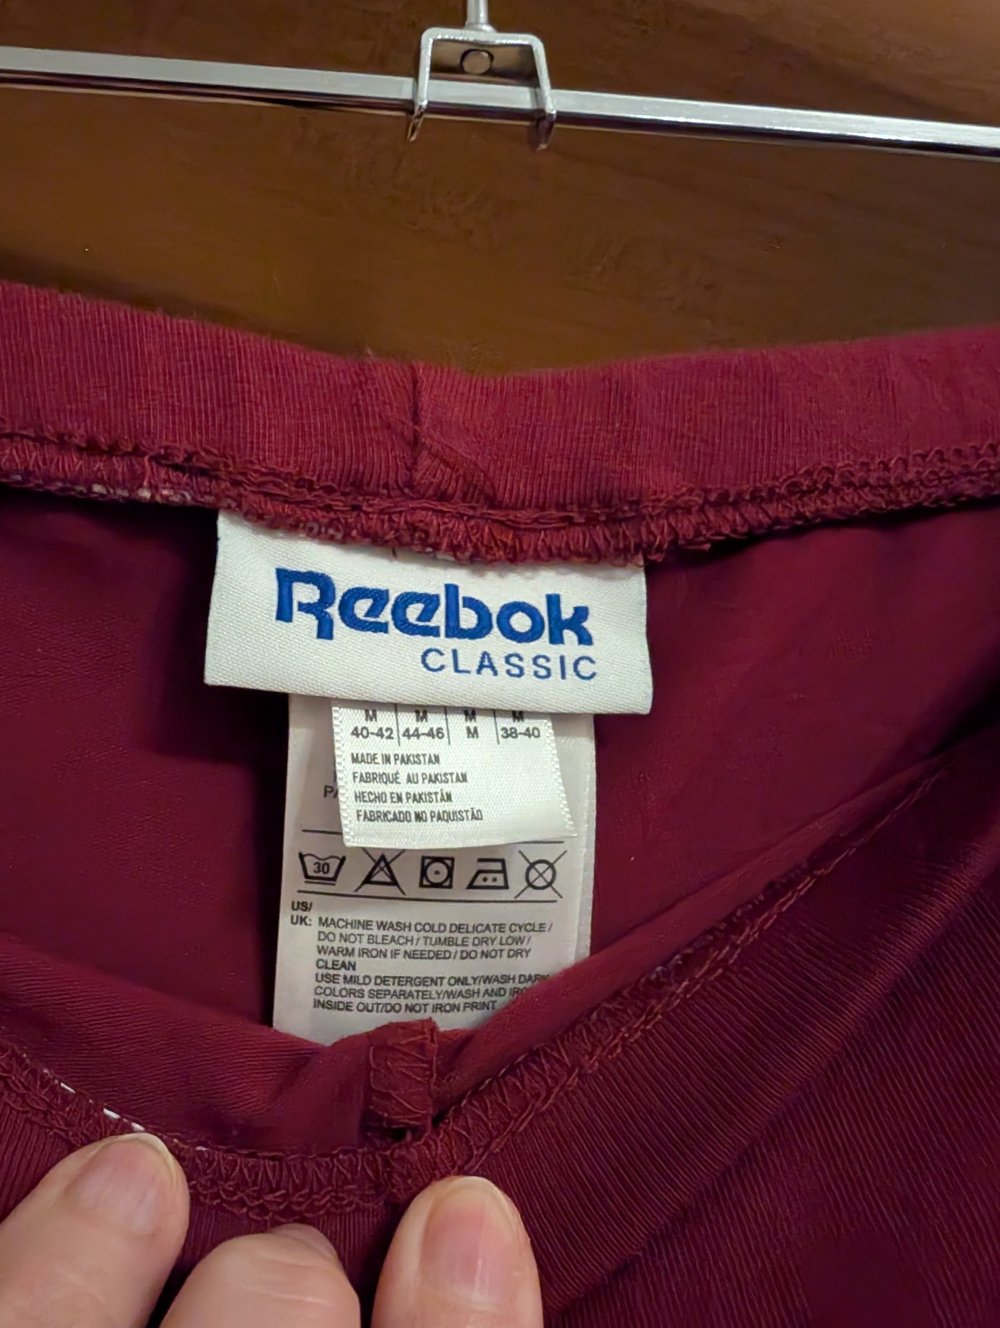 Reebok
CLASSIC
M M M M
40-42 44-46 M 38-40
MADE IN PAKISTAN
FABRIQUÉ AU PAKISTAN
HECHO EN PAKISTÁN
FABRICADO NO PAQUISTÃO
30
US/
UK: MACHINE WASH COLD DELICATE CYCLE /
DO NOT BLEACH / TUMBLE DRY LOW /
WARM IRON IF NEEDED / DO NOT DRY
CLEAN
USE MILD DETERGENT ONLY/WASH DARK
COLORS SEPARATELY/WASH AND
INSIDE OUT/DO NOT IRON PRINT